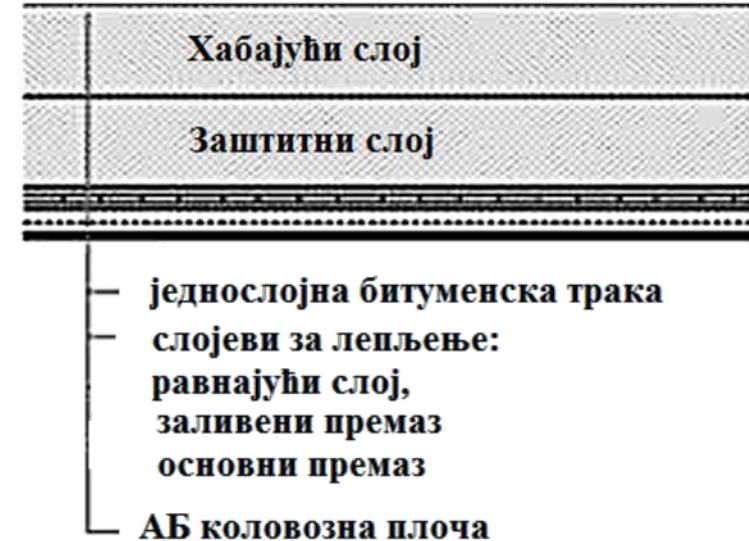 Хабајући слој
Заштитни слој
једнослојна битуменска трака
слојеви за лепљење:
равнајући слој,
заливени премаз
основни премаз
АБ коловозна плоча